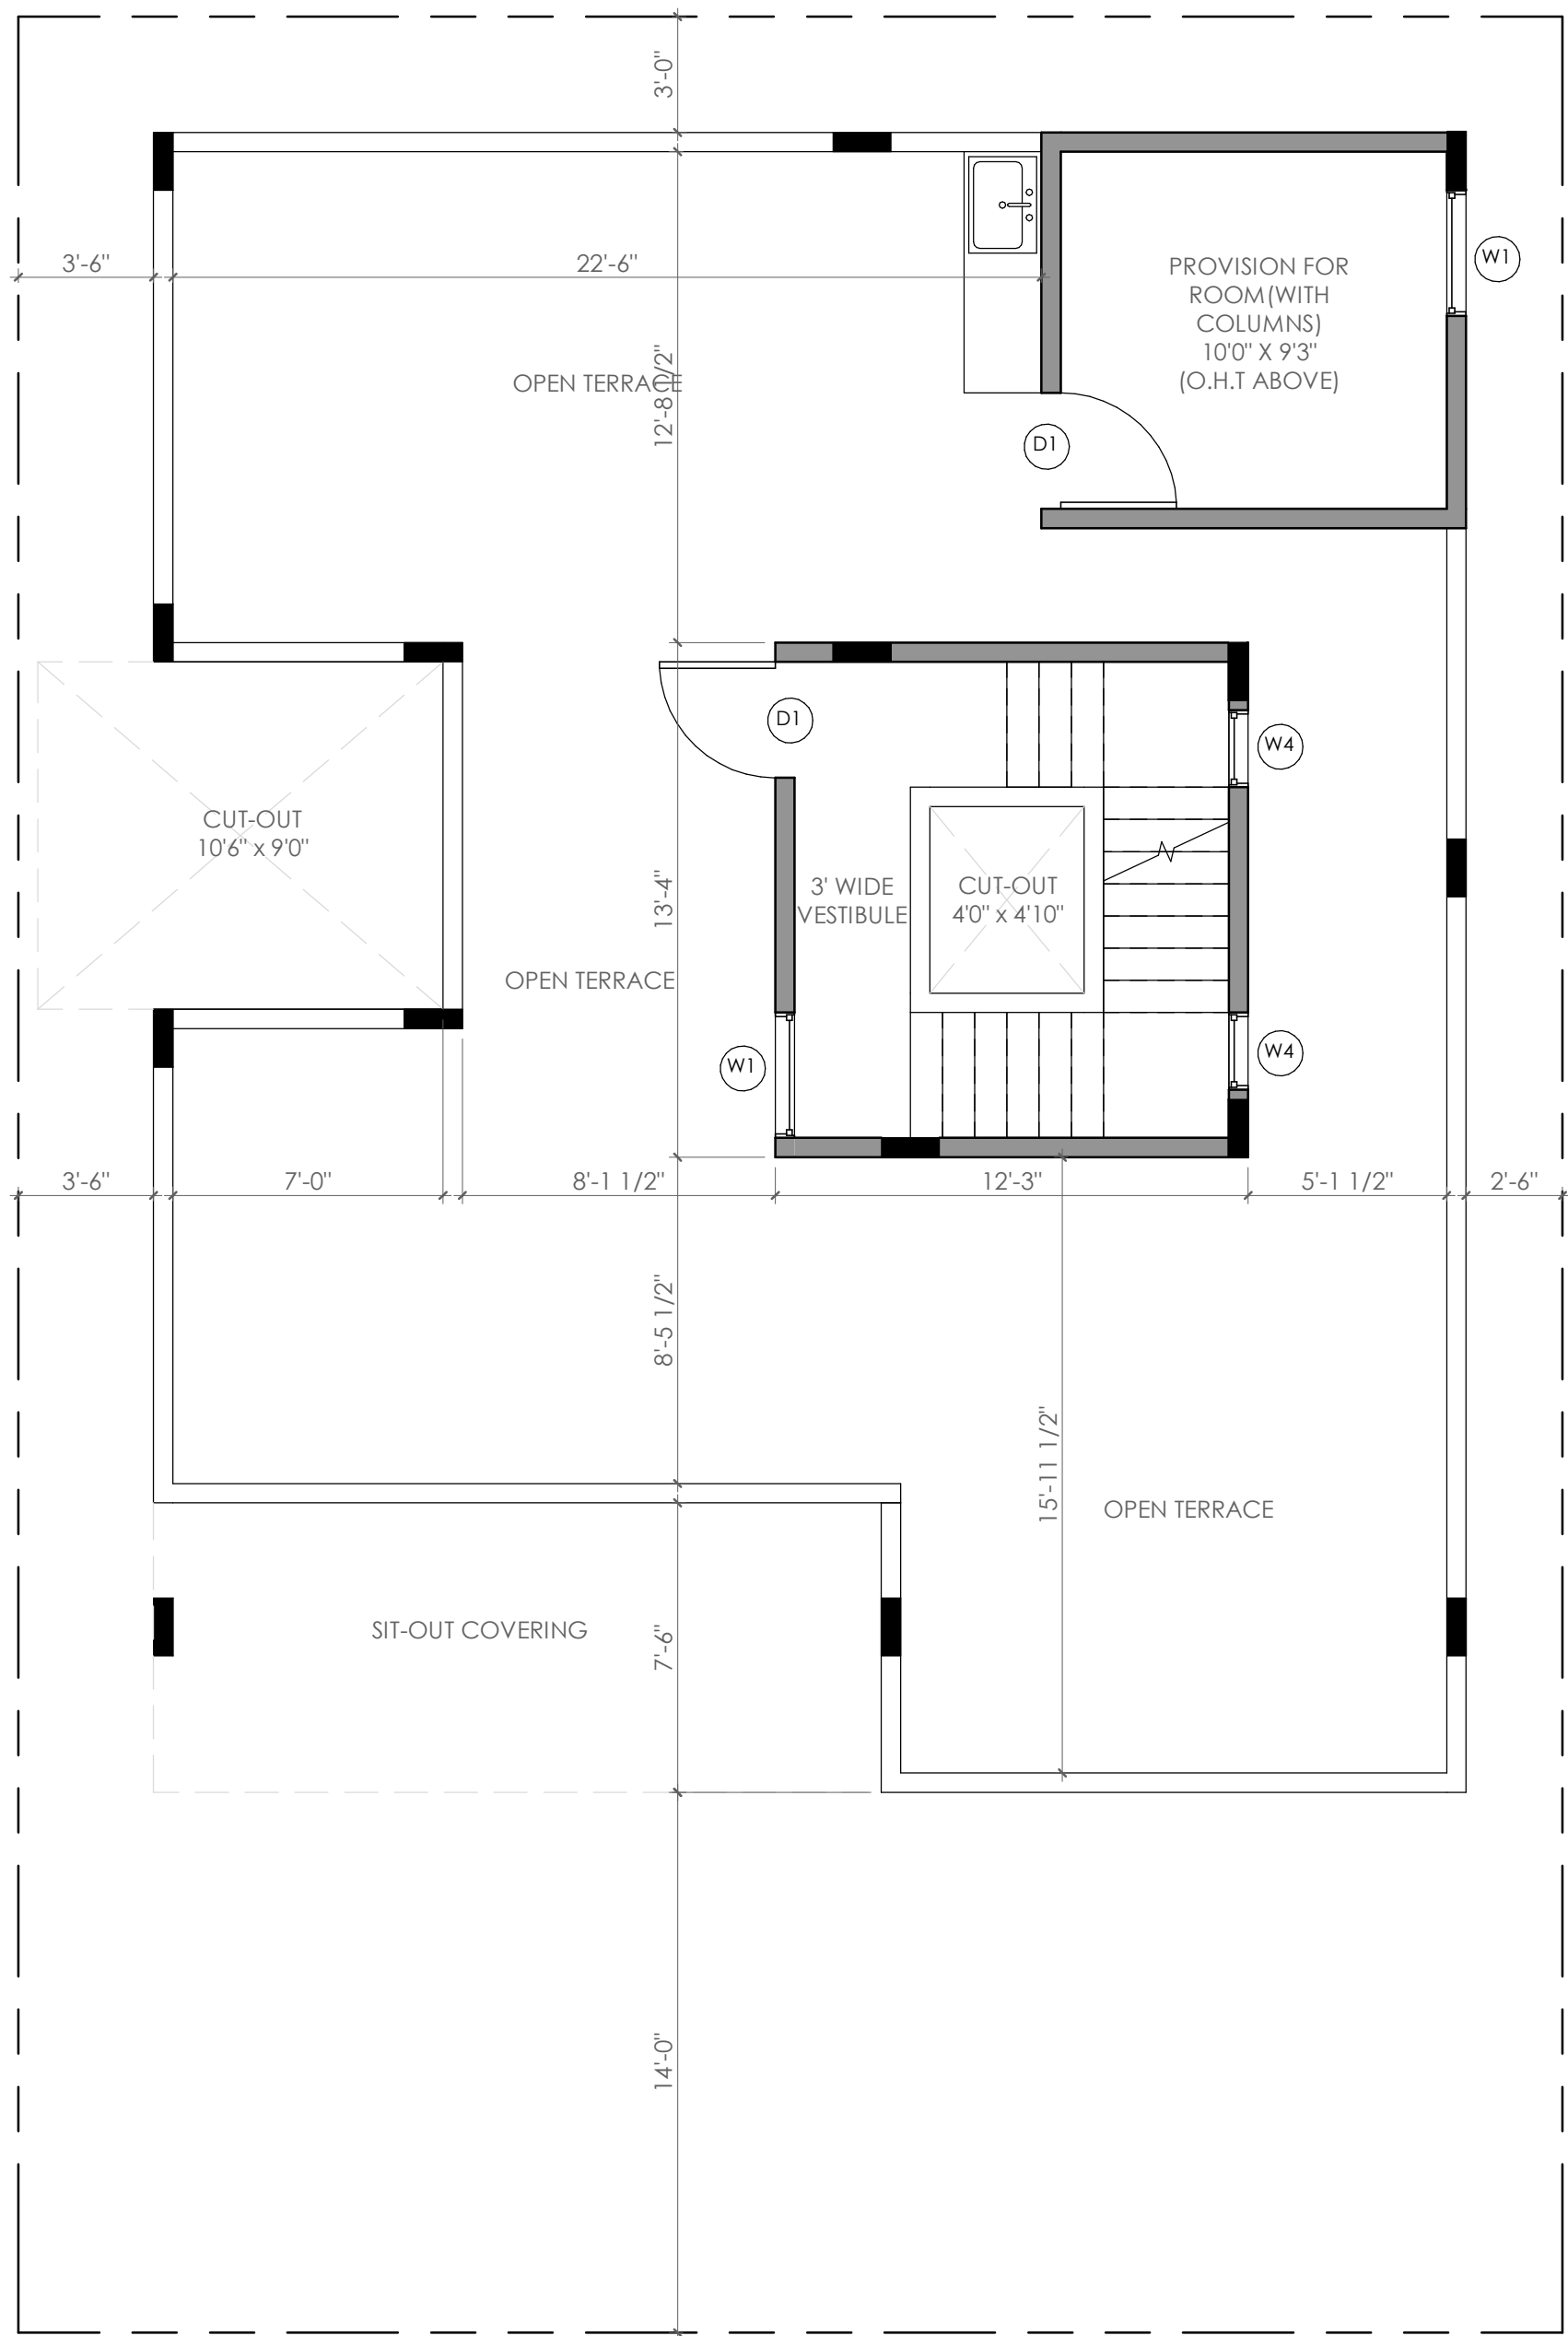 3'-0"
3'-6"
22'-6"
PROVISION FOR
ROOM(WITH
COLUMNS)
10'0" X 9'3"
(O.H.T ABOVE)
W1
OPEN TERRACE
12'-8 1/2"
D1
D1
W4
CUT-OUT
10'6" x 9'0"
13'-4"
3' WIDE
VESTIBULE
CUT-OUT
4'0" x 4'10"
OPEN TERRACE
W1
W4
3'-6"
7'-0"
8'-1 1/2"
12'-3"
5'-1 1/2"
2'-6"
8'-5 1/2"
15'-11 1/2"
OPEN TERRACE
SIT-OUT COVERING
7'-6"
14'-0"